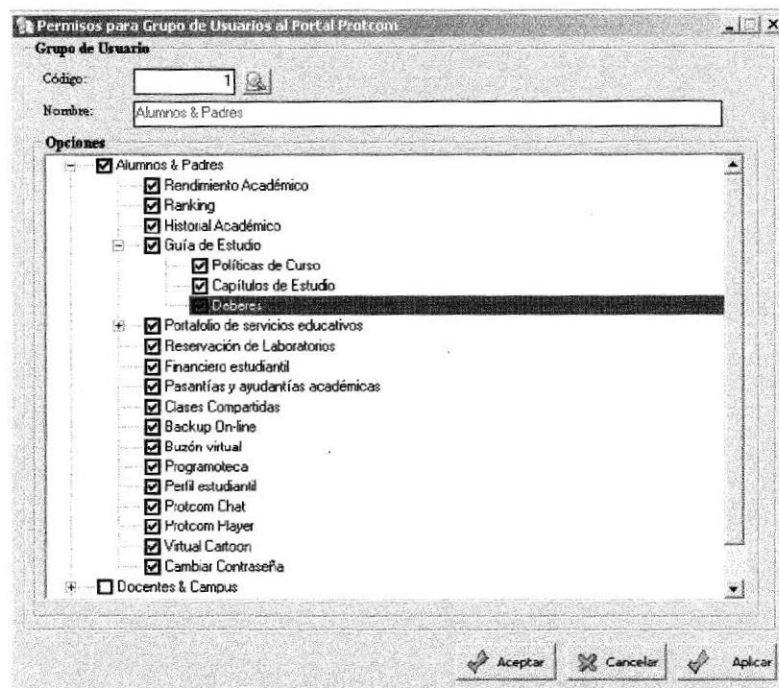 Permisos para Grupo de Usuarios al Portal Protcom
Grupo de Usuario
Código: 1
Nombre: Alumnos & Padres
Opciones
Alumnos & Padres
Rendimiento Académico
Ranking
Historial Académico
Guía de Estudio
Políticas de Curso
Capítulos de Estudio
Deberes
Portafolio de servicios educativos
Reservación de Laboratorios
Financiero estudiantil
Pasantías y ayudantías académicas
Clases Compartidas
Backup On-line
Buzón virtual
Programoteca
Perfil estudiantil
Protcom Chat
Protcom Player
Virtual Cartoon
Cambiar Contraseña
Docentes & Campus
Aceptar Cancelar Aplicar